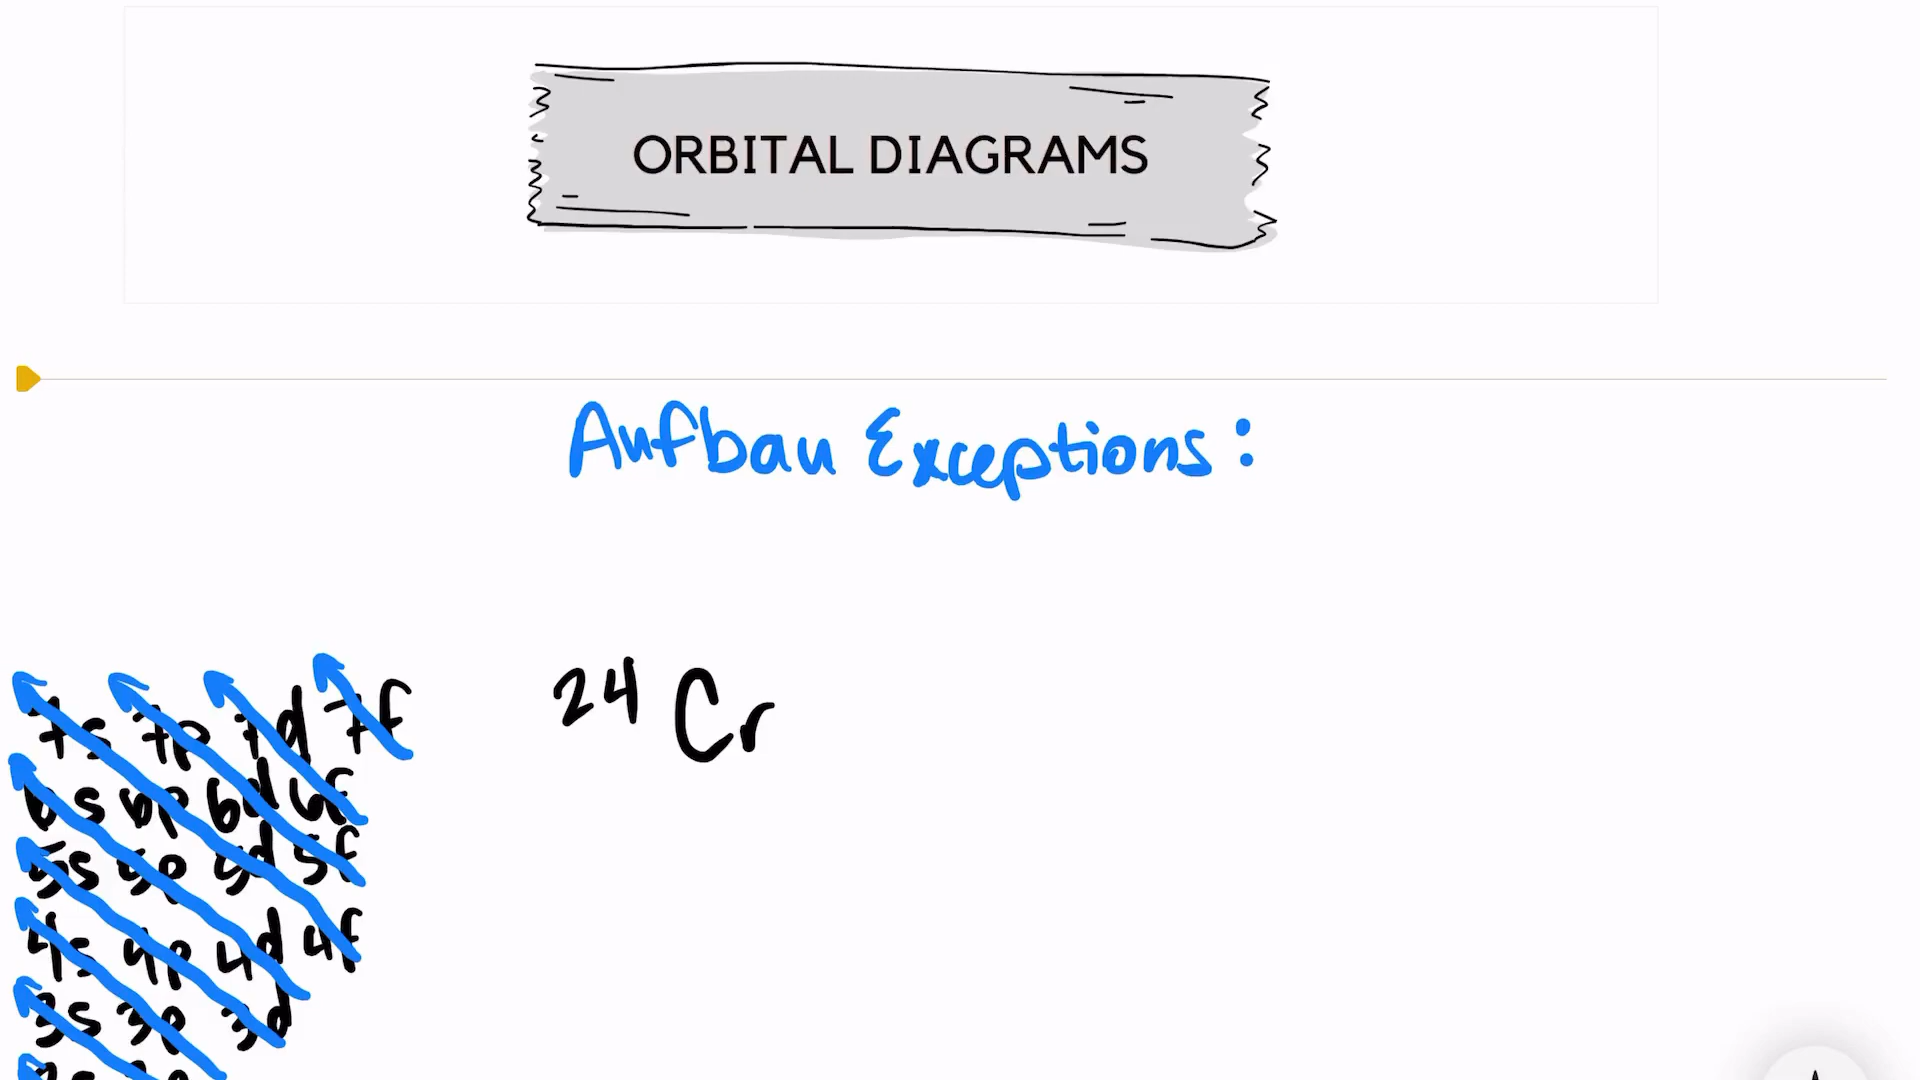 ORBITAL DIAGRAMS
Aufbau Exceptions:
24 Cr
7s 7p 7d 7f
6s 6p 6d 6f
5s 5p 5d 5f
4s 4p 4d 4f
3s 3p 3d